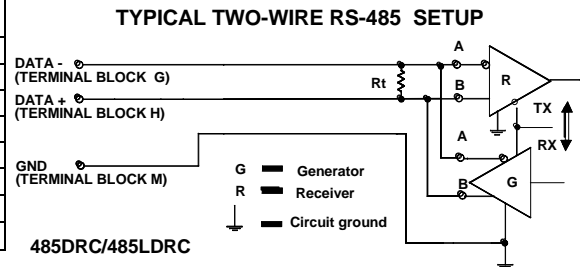 TYPICAL TWO-WIRE RS-485 SETUP
A
DATA -
(TERMINAL BLOCK G)
Rt
B
R
DATA +
(TERMINAL BLOCK H)
TX
A
RX
GND
(TERMINAL BLOCK M)
G Generator
B
G
R Receiver
Circuit ground
485DRC/485LDRC